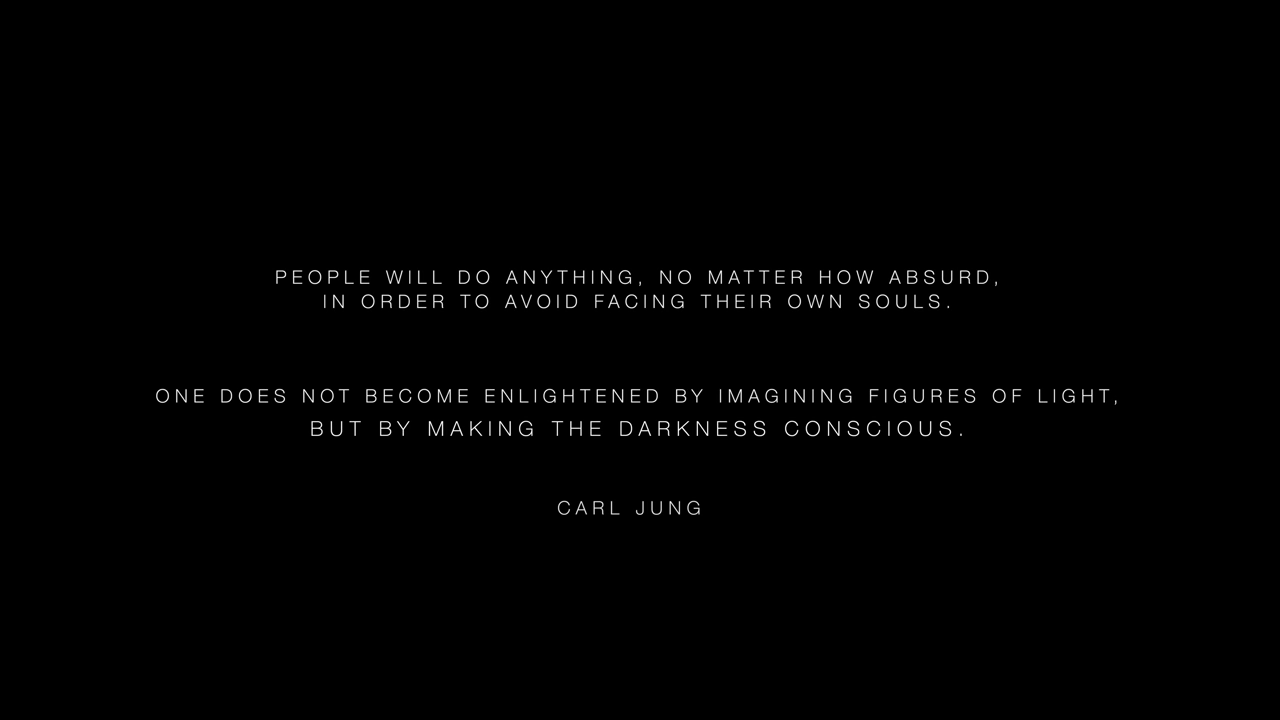 PEOPLE WILL DO ANYTHING, NO MATTER HOW ABSURD,
IN ORDER TO AVOID FACING THEIR OWN SOULS.
ONE DOES NOT BECOME ENLIGHTENED BY IMAGINING FIGURES OF LIGHT,
BUT BY MAKING THE DARKNESS CONSCIOUS.
CARL JUNG